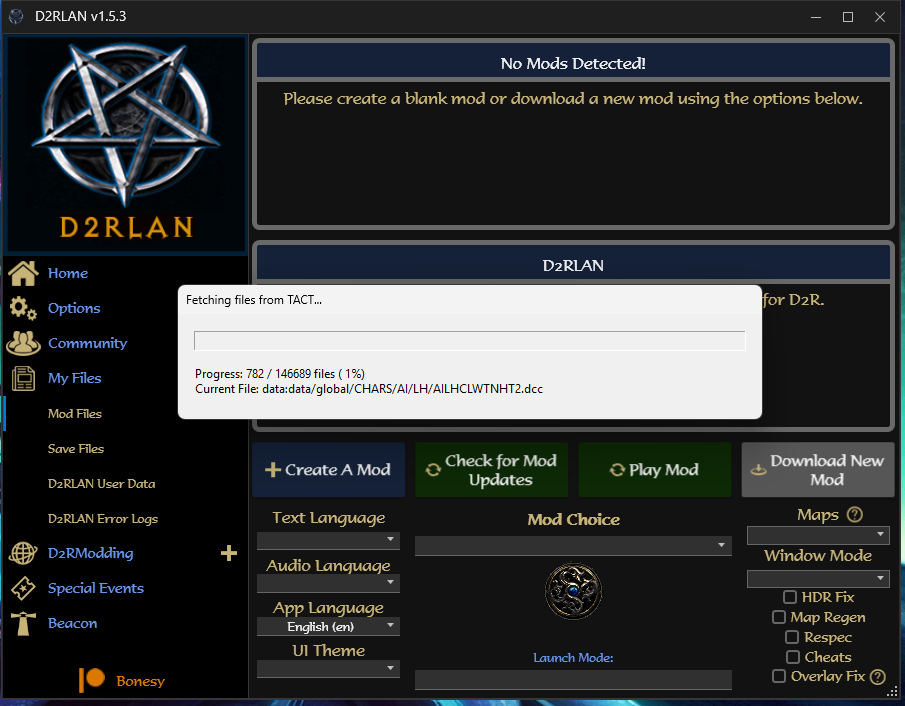 D2RLAN v1.5.3
D2RLAN
Home
Options
Community
My Files
Mod Files
Save Files
D2RLAN User Data
D2RLAN Error Logs
D2RModding
Special Events
Beacon
Bonesy
No Mods Detected!
Please create a blank mod or download a new mod using the options below.
D2RLAN
for D2R.
Fetching files from TACT...
Progress: 782 / 146689 files ( 1%)
Current File: data:data/global/CHARS/AI/LH/AILHCLWTNHT2.dcc
Create A Mod
Check for Mod
Updates
Play Mod
Download New
Mod
Text Language
Audio Language
App Language
English (en)
UI Theme
Mod Choice
Launch Mode:
Maps ?
Window Mode
HDR Fix
Map Regen
Respec
Cheats
Overlay Fix ?